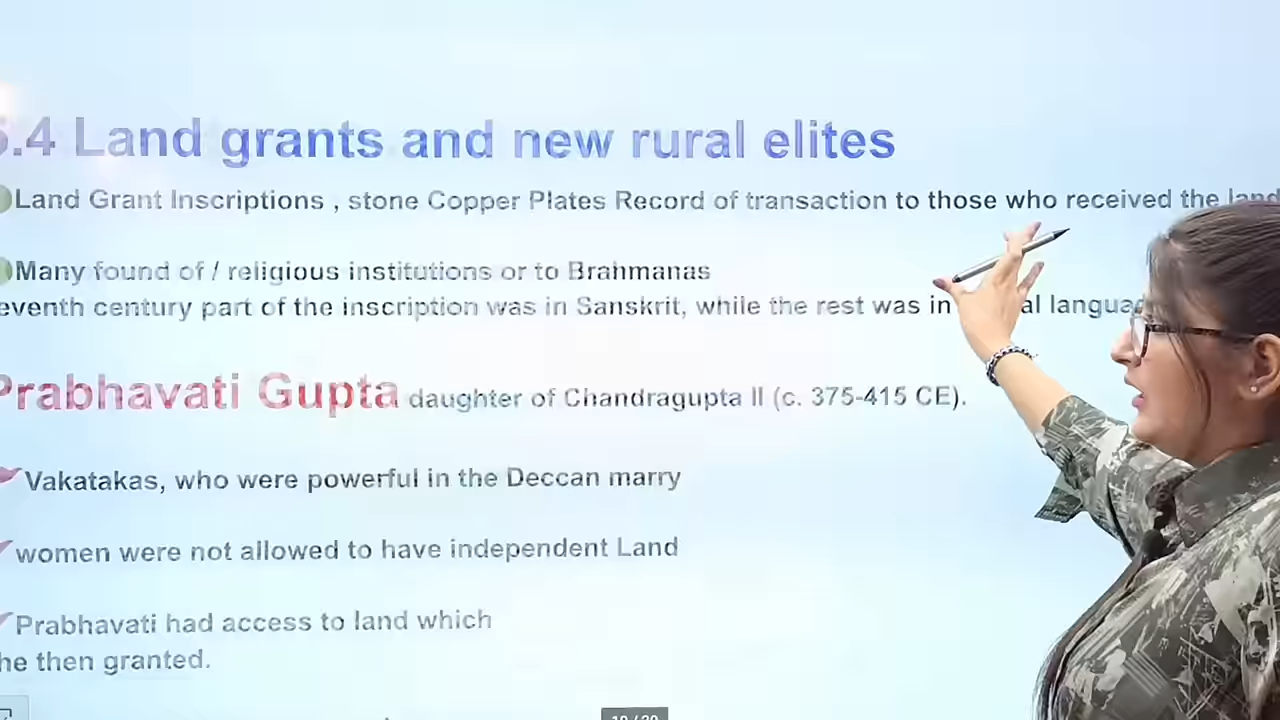 .4 Land grants and new rural elites
Land Grant Inscriptions , stone Copper Plates Record of transaction to those who received the land
Many found of / religious institutions or to Brahmanas
eventh century part of the inscription was in Sanskrit, while the rest was in al langua
Prabhavati Gupta daughter of Chandragupta II (c. 375-415 CE).
Vakatakas, who were powerful in the Deccan marry
women were not allowed to have independent Land
Prabhavati had access to land which
he then granted.